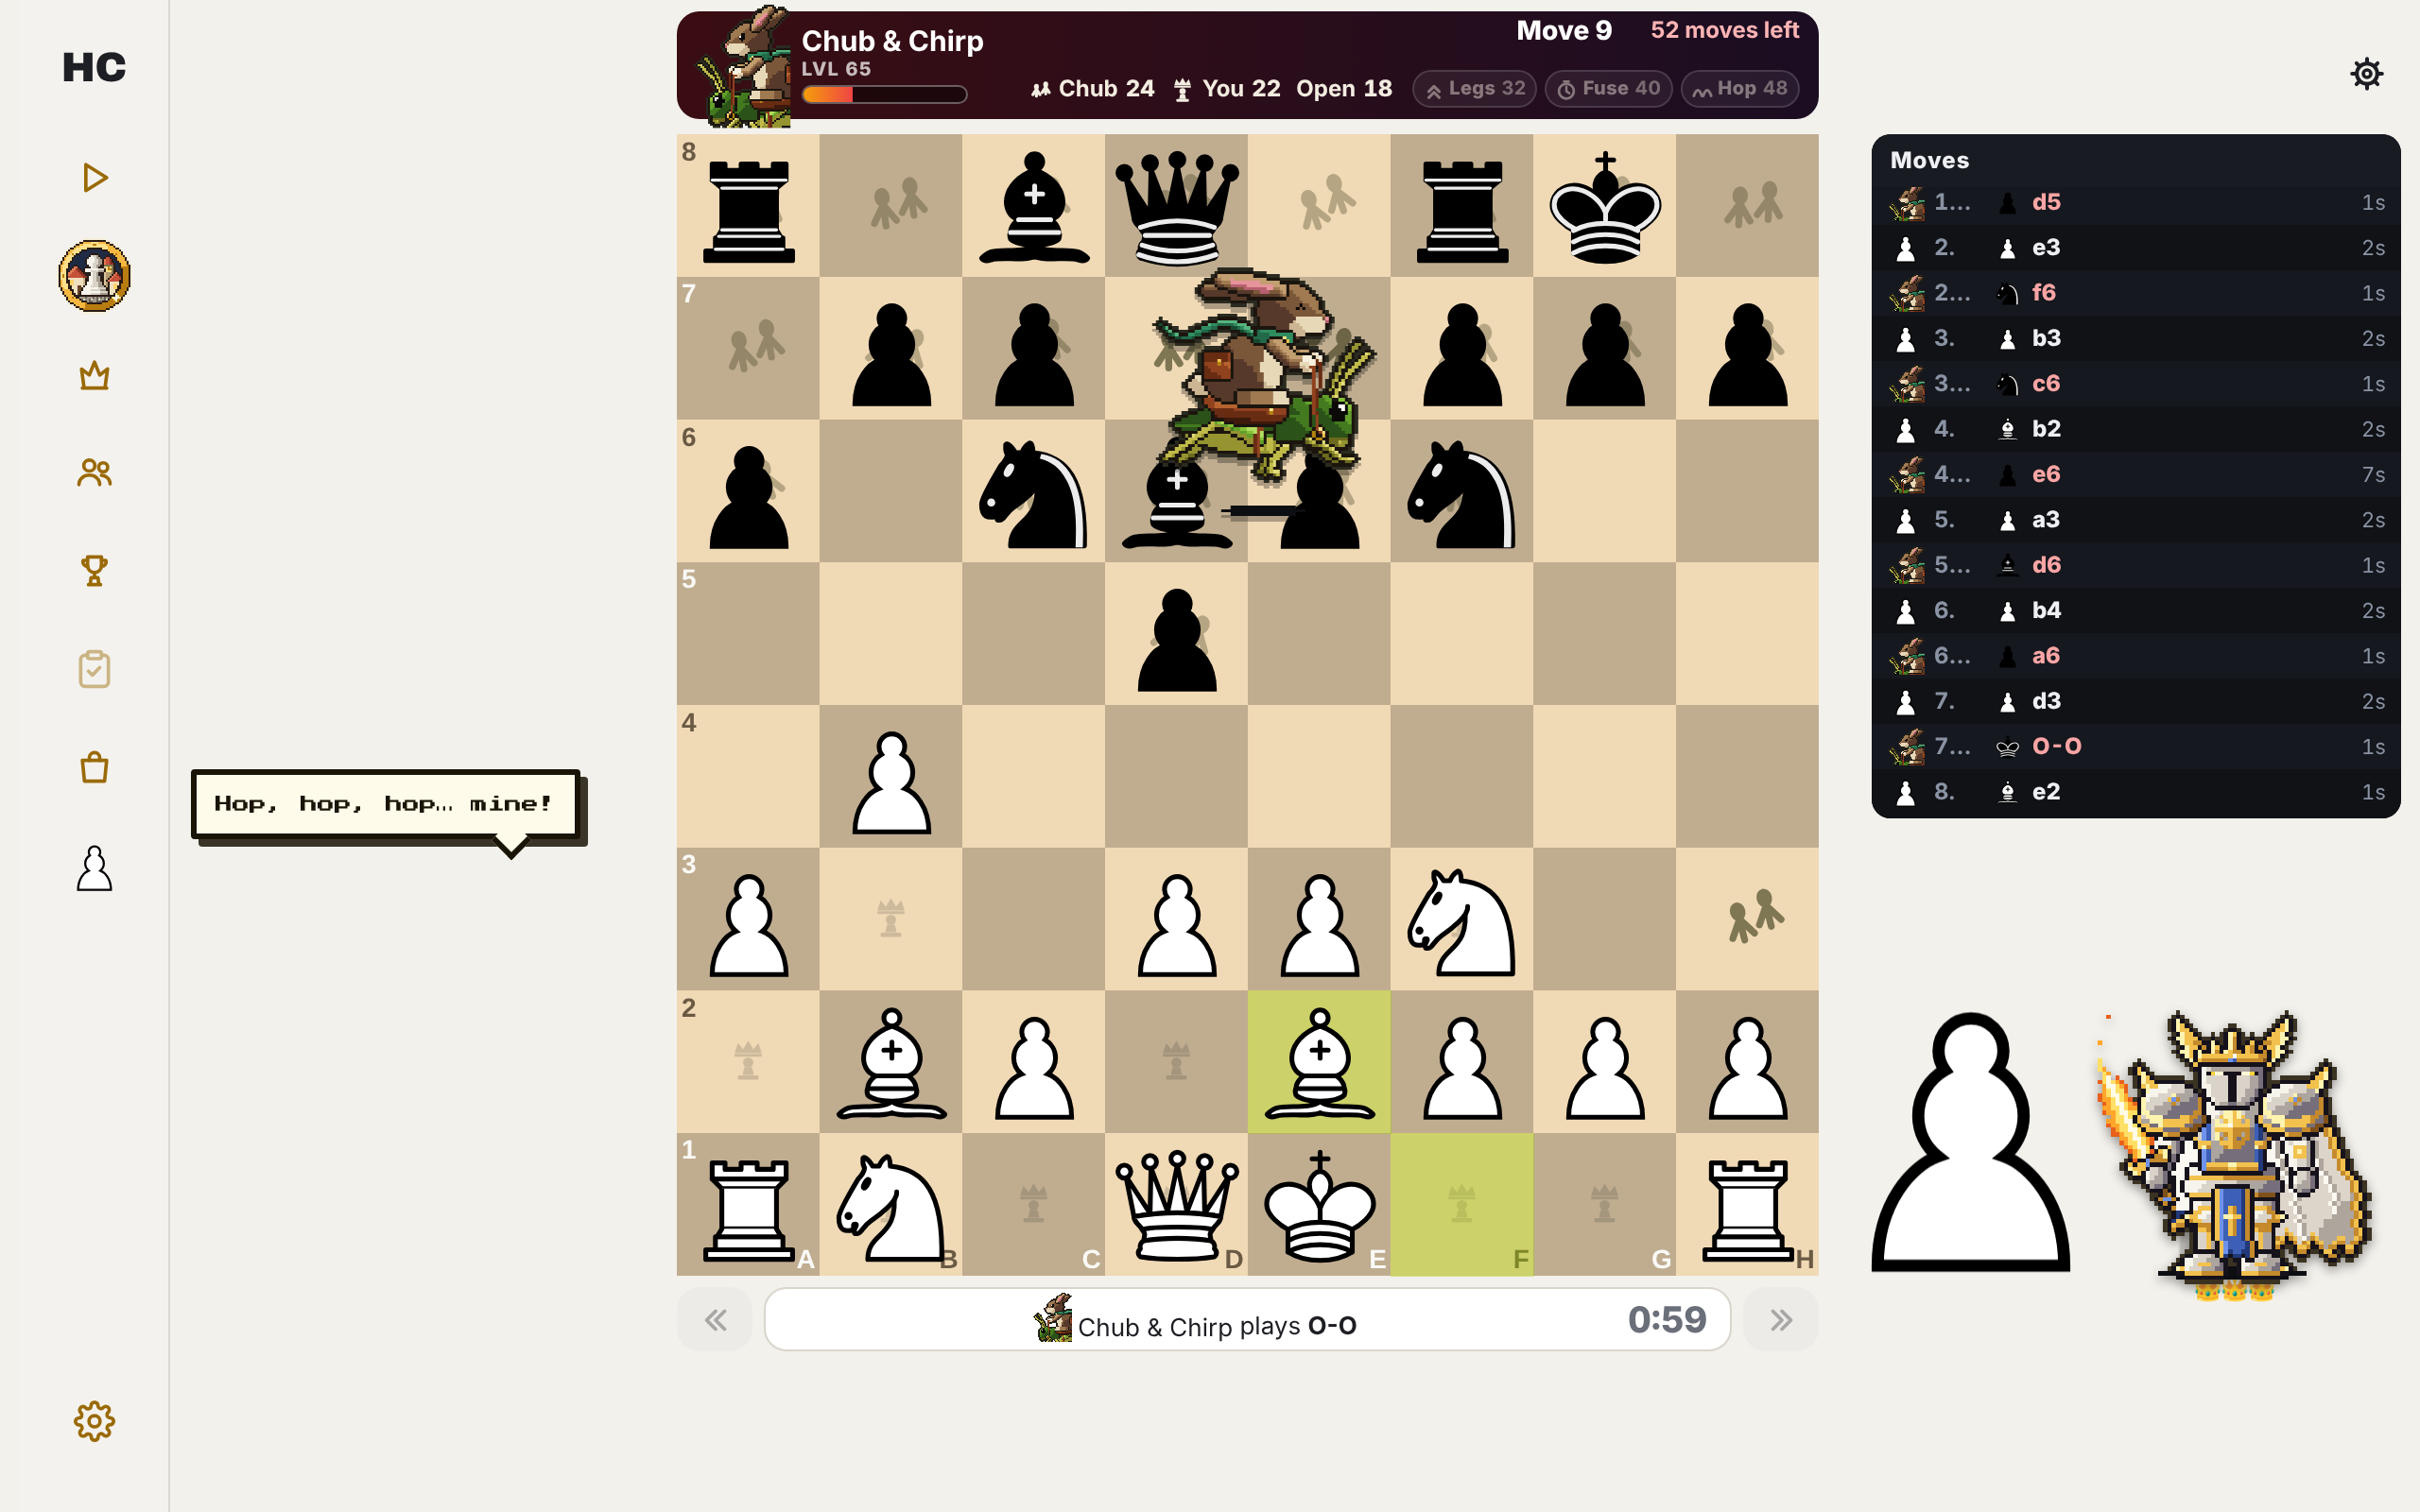 HC
Chub & Chirp
LVL 65
Move 9 52 moves left
Chub 24 You 22 Open 18 Legs 32 Fuse 40 Hop 48
8
7
6
5
4
3
2
1
A B C D E F G H
Hop, hop, hop… mine!
Chub & Chirp plays O-O 0:59
Moves
1... d5 1s
2. e3 2s
2... f6 1s
3. b3 2s
3... c6 1s
4. b2 2s
4... e6 7s
5. a3 2s
5... d6 1s
6. b4 2s
6... a6 1s
7. d3 2s
7... O-O 1s
8. e2 1s